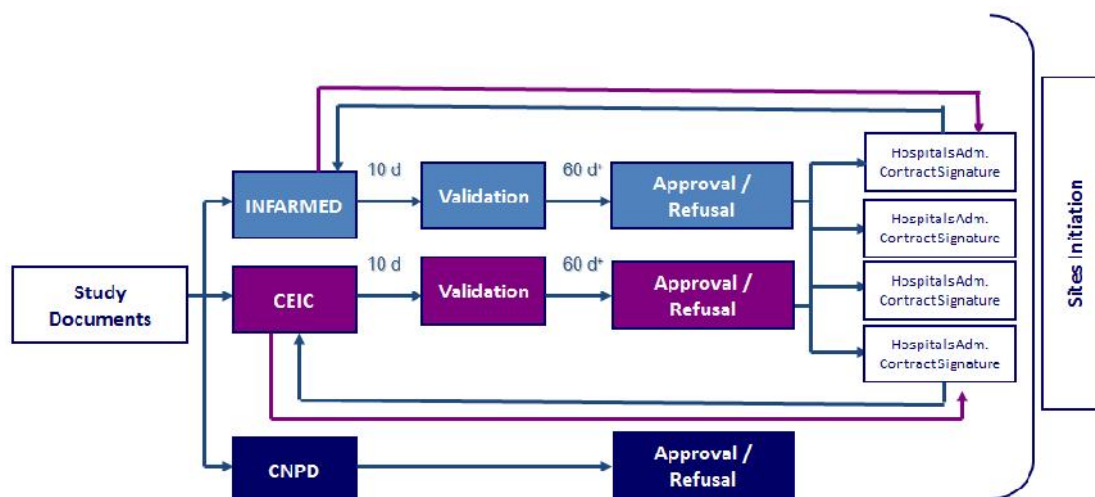 Study
Documents
INFARMED
10 d
Validation
60 d*
Approval /
Refusal
CEIC
10 d
Validation
60 d*
Approval /
Refusal
CNPD
Approval /
Refusal
HospitalsAdm.
ContractSignature
HospitalsAdm.
ContractSignature
HospitalsAdm.
ContractSignature
HospitalsAdm.
ContractSignature
Sites Initiation